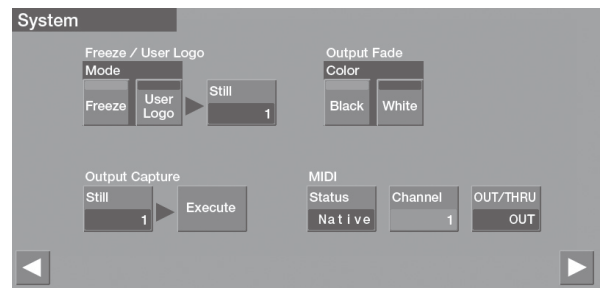 System
Freeze / User Logo
Mode
Freeze
User
Logo
Still
1
Output Fade
Color
Black
White
Output Capture
Still
1
Execute
MIDI
Status
Native
Channel
1
OUT/THRU
OUT